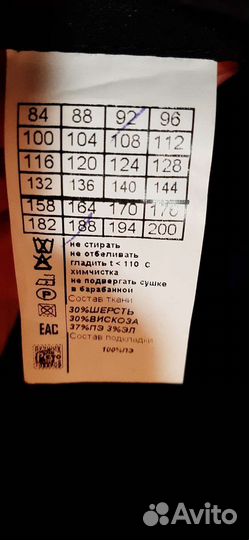 84 88 92 96
100 104 108 112
116 120 124 128
132 136 140 144
158 164 170 176
182 188 194 200
не стирать
не отбеливать
гладить t < 110 С
химчистка
не подвергать сушке
в барабанной
Состав ткани
30%ШЕРСТЬ
30%ВИСКОЗА
37%ПЭ 3%ЭЛ
Состав подкладки
100%ПЭ
P
EAC
Avito